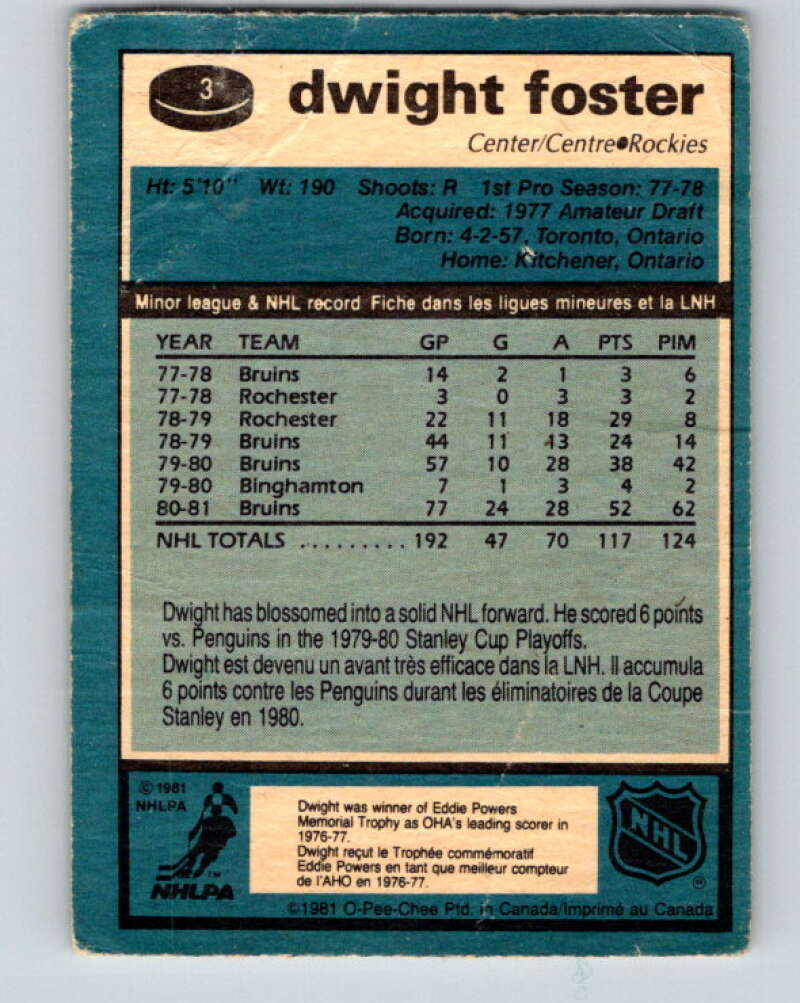 3
dwight foster
Center/Centre●Rockies
Ht: 5'10" Wt: 190 Shoots: R 1st Pro Season: 77-78
Acquired: 1977 Amateur Draft
Born: 4-2-57, Toronto, Ontario
Home: Kitchener, Ontario
Minor league & NHL record Fiche dans les ligues mineures et la LNH
YEAR TEAM GP G A PTS PIM
77-78 Bruins 14 2 1 3 6
77-78 Rochester 3 0 3 3 2
78-79 Rochester 22 11 18 29 8
78-79 Bruins 44 11 13 24 14
79-80 Bruins 57 10 28 38 42
79-80 Binghamton 7 1 3 4 2
80-81 Bruins 77 24 28 52 62
NHL TOTALS .......... 192 47 70 117 124
Dwight has blossomed into a solid NHL forward. He scored 6 points
vs. Penguins in the 1979-80 Stanley Cup Playoffs.
Dwight est devenu un avant très efficace dans la LNH. Il accumula
6 points contre les Penguins durant les éliminatoires de la Coupe
Stanley en 1980.
© 1981
NHLPA
TM
NHLPA
Dwight was winner of Eddie Powers
Memorial Trophy as OHA's leading scorer in
1976-77.
Dwight reçut le Trophée commémoratif
Eddie Powers en tant que meilleur compteur
de l'AHO en 1976-77.
NHL
®
©1981 O-Pee-Chee Ptd. in Canada/Imprimé au Canada